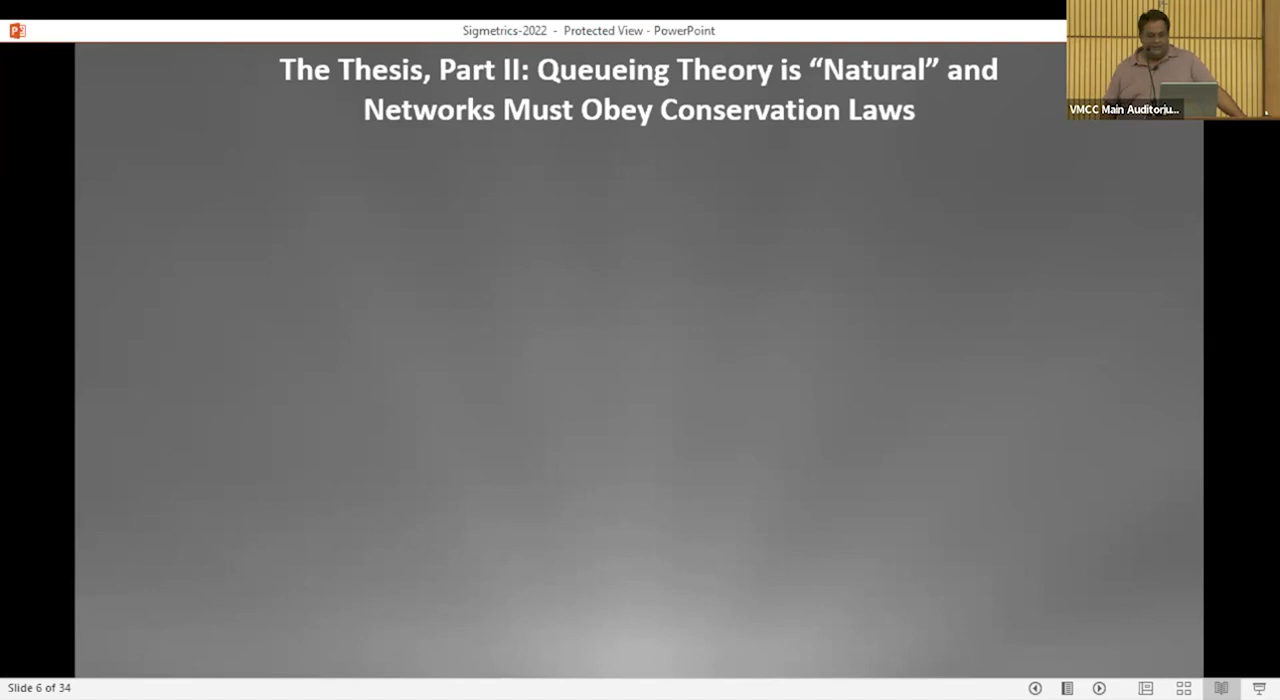 Sigmetrics-2022 - Protected View - PowerPoint
The Thesis, Part II: Queueing Theory is “Natural” and
Networks Must Obey Conservation Laws
VMCC Main Auditoriu...
Slide 6 of 34